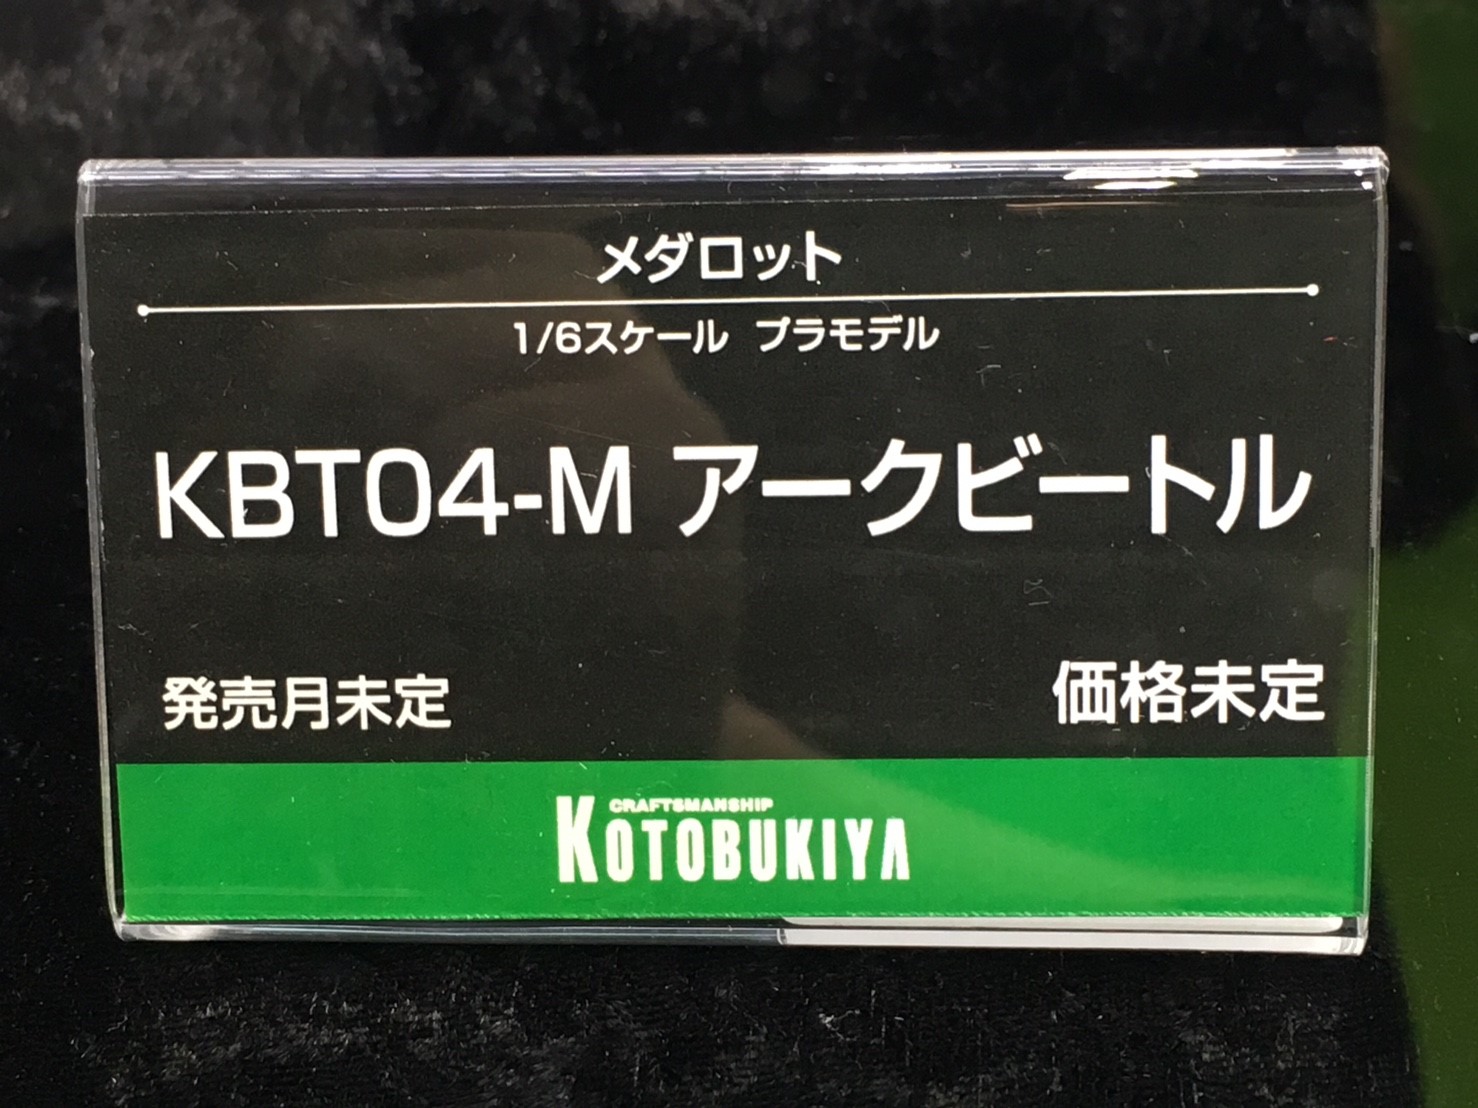 メダロット
1/6スケール プラモデル
KBT04-M アークビートル
発売月未定
価格未定
CRAFTSMANSHIP
KOTOBUKIYA